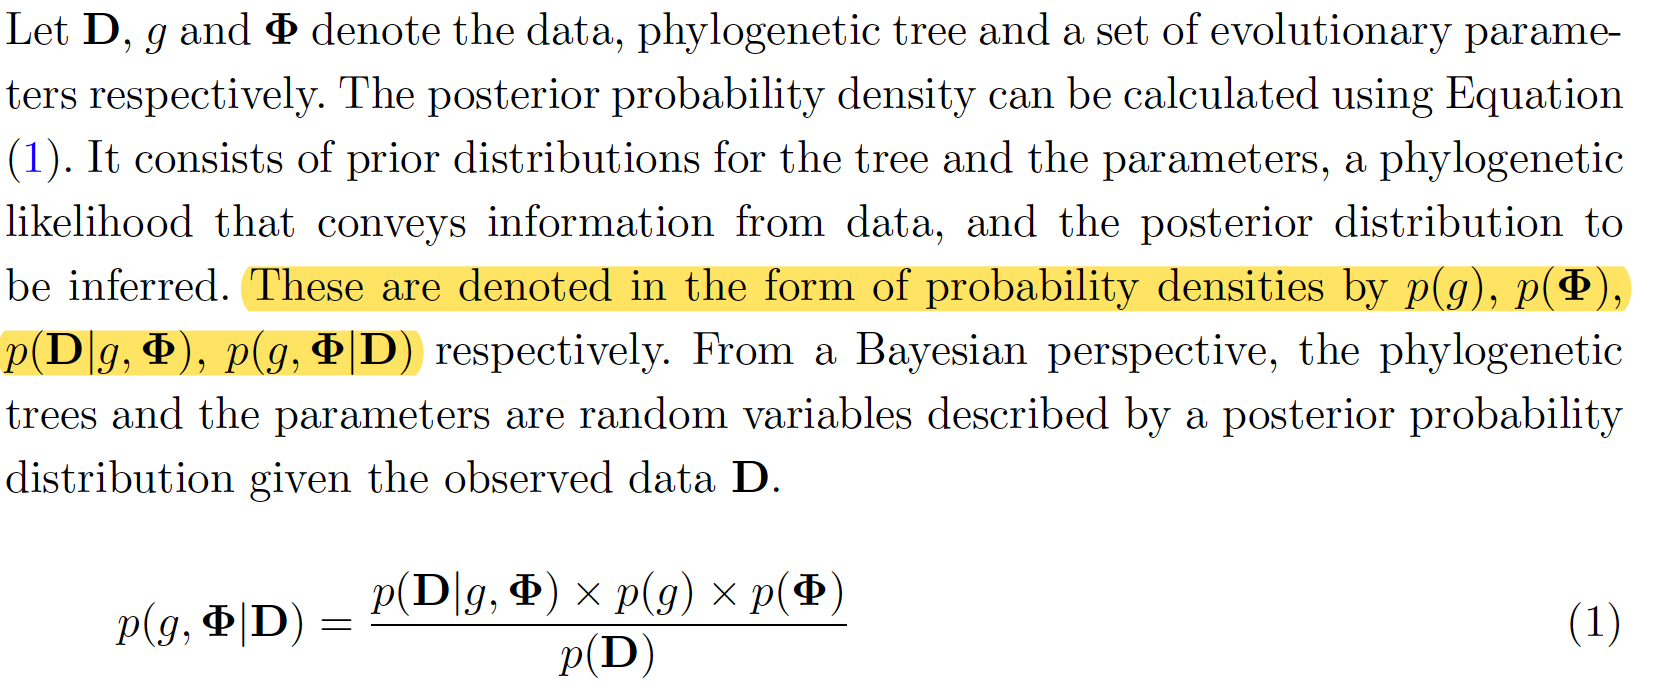 Let D, g and Φ denote the data, phylogenetic tree and a set of evolutionary parame-
ters respectively. The posterior probability density can be calculated using Equation
(1). It consists of prior distributions for the tree and the parameters, a phylogenetic
likelihood that conveys information from data, and the posterior distribution to
be inferred. These are denoted in the form of probability densities by p(g), p(Φ),
p(D|g, Φ), p(g, Φ|D) respectively. From a Bayesian perspective, the phylogenetic
trees and the parameters are random variables described by a posterior probability
distribution given the observed data D.
p(g, Φ|D) = \frac{p(D|g, Φ) × p(g) × p(Φ)}{p(D)} (1)